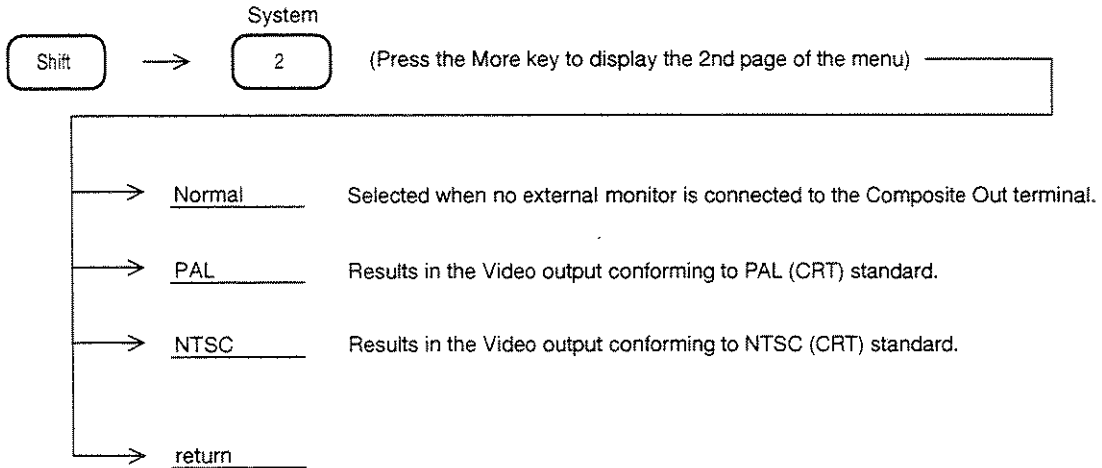 System
Shift 2 (Press the More key to display the 2nd page of the menu)
Normal Selected when no external monitor is connected to the Composite Out terminal.
PAL Results in the Video output conforming to PAL (CRT) standard.
NTSC Results in the Video output conforming to NTSC (CRT) standard.
return